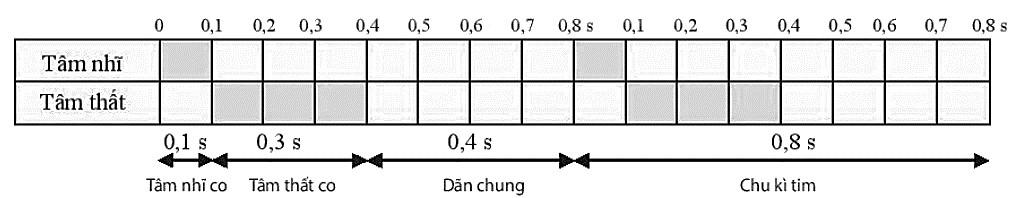 0 0,1 0,2 0,3 0,4 0,5 0,6 0,7 0,8 s 0,1 0,2 0,3 0,4 0,5 0,6 0,7 0,8 s
Tâm nhĩ
Tâm thất
0,1 s 0,3 s 0,4 s 0,8 s
Tâm nhĩ co Tâm thất co Dãn chung Chu kì tim